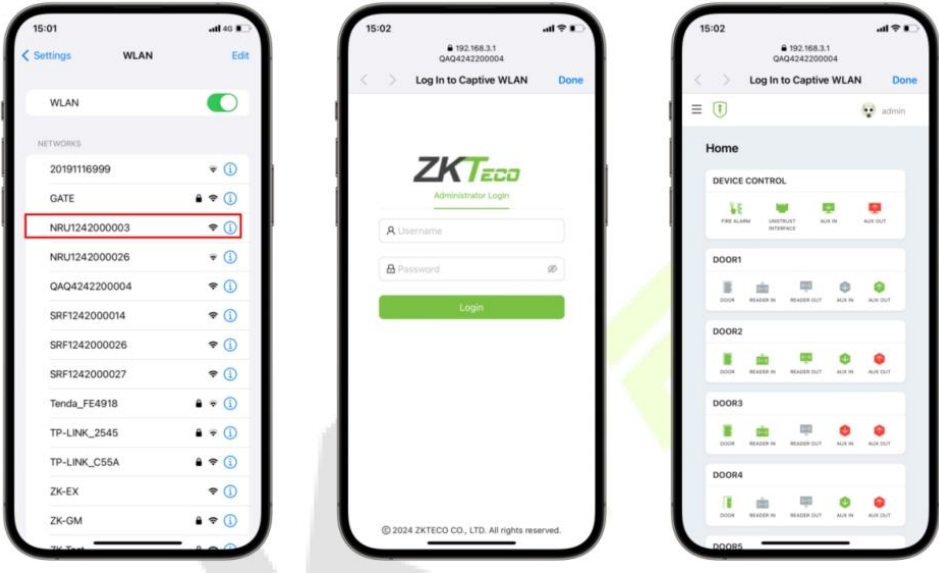 15:01
4G
Settings
WLAN
Edit
WLAN
NETWORKS
20191116999
GATE
NRU1242000003
NRU1242000026
QAQ4242200004
SRF1242000014
SRF1242000026
SRF1242000027
Tenda_FE4918
TP-LINK_2545
TP-LINK_C55A
ZK-EX
ZK-GM
ZK-Test
15:02
192.168.3.1
QAQ4242200004
Log In to Captive WLAN
Done
ZKTECO
Administrator Login
Username
Password
Login
© 2024 ZKTECO CO., LTD. All rights reserved.
15:02
192.168.3.1
QAQ4242200004
Log In to Captive WLAN
Done
admin
Home
DEVICE CONTROL
FIRE ALARM
UNSTRUST
INTERFACE
AUX IN
AUX OUT
DOOR1
DOOR READER IN READER OUT AUX IN AUX OUT
DOOR2
DOOR READER IN READER OUT AUX IN AUX OUT
DOOR3
DOOR READER IN READER OUT AUX IN AUX OUT
DOOR4
DOOR READER IN READER OUT AUX IN AUX OUT
DOOR5